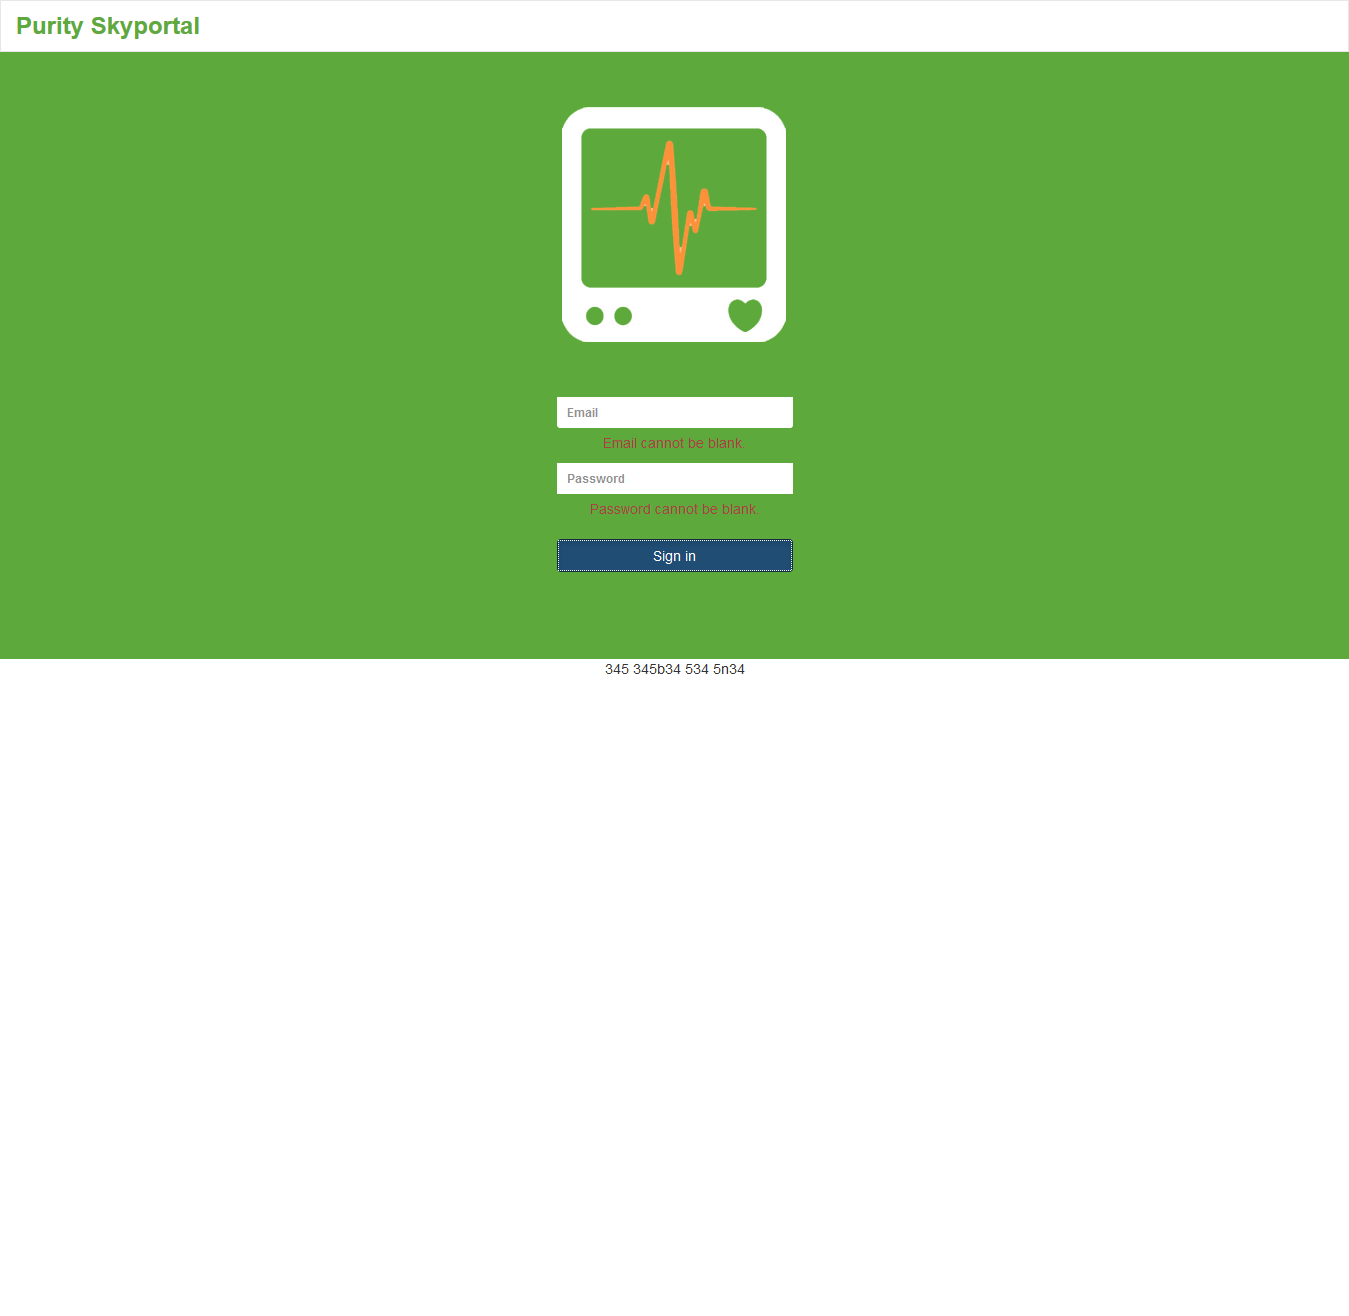 Purity Skyportal
Email
Email cannot be blank.
Password
Password cannot be blank.
Sign in
345 345b34 534 5n34